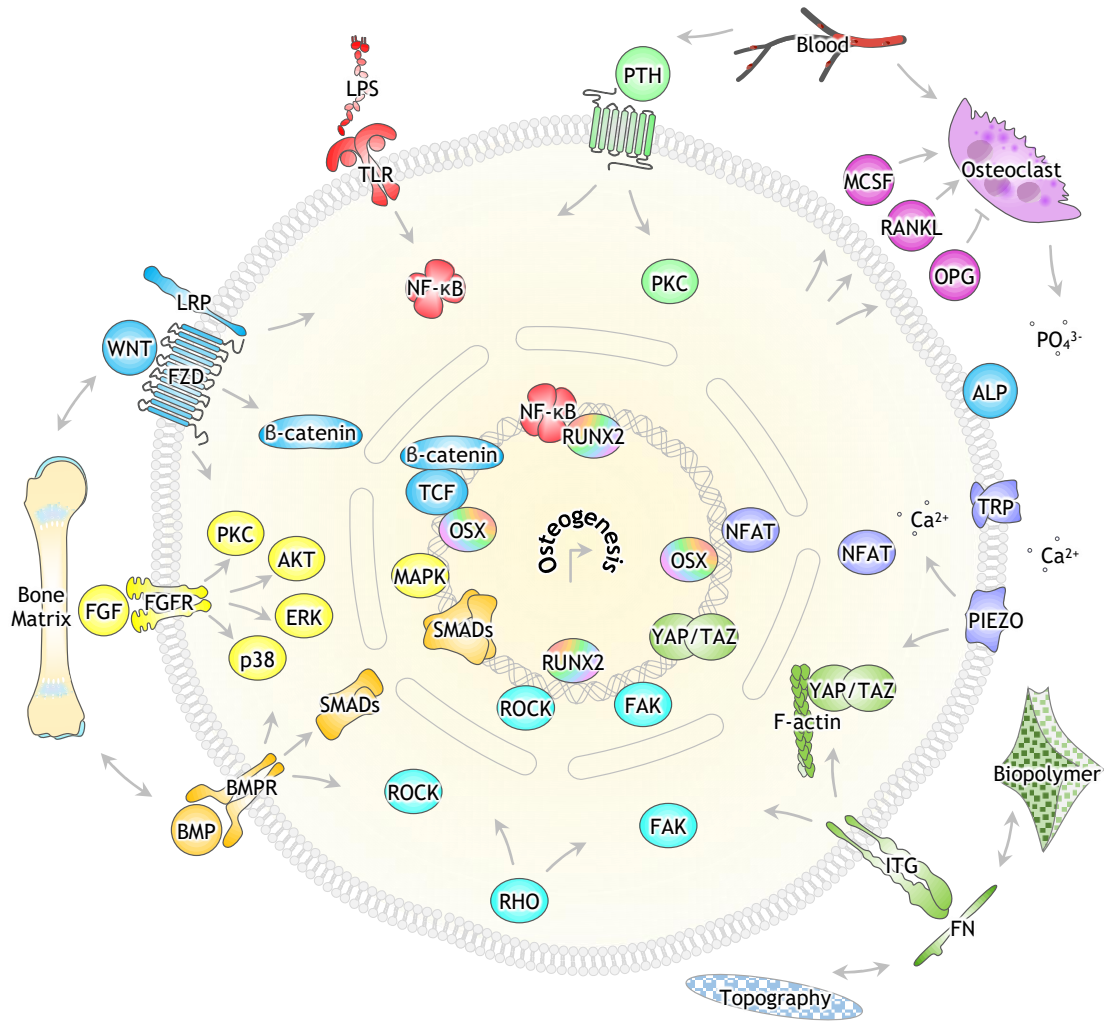 Blood
PTH
LPS
TLR
Osteoclast
MCSF
RANKL
OPG
NF-κB
PKC
LRP
WNT
FZD
PO₄³⁻
ALP
NF-κB
RUNX2
ß-catenin
ß-catenin
TCF
OSX
Osteogenesis
NFAT
OSX
NFAT
Ca²⁺
TRP
Ca²⁺
PKC
AKT
MAPK
Bone
Matrix
FGF
FGFR
ERK
p38
SMADs
YAP/TAZ
PIEZO
RUNX2
SMADs
ROCK
FAK
YAP/TAZ
F-actin
Biopolymer
BMPR
BMP
ROCK
FAK
ITG
RHO
FN
Topography